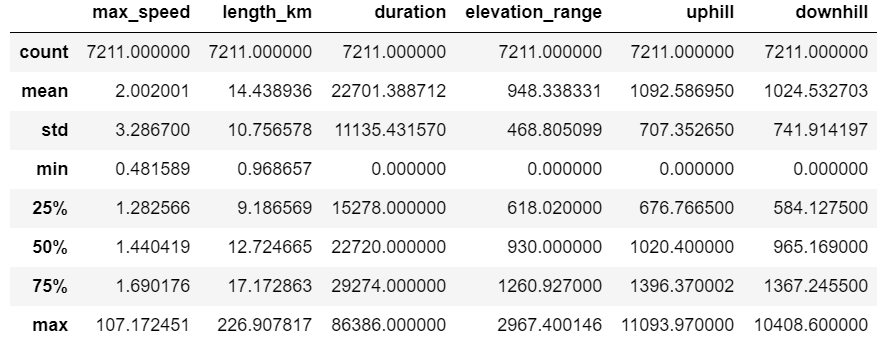 max_speed length_km duration elevation_range uphill downhill
count 7211.000000 7211.000000 7211.000000 7211.000000 7211.000000 7211.000000
mean 2.002001 14.438936 22701.388712 948.338331 1092.586950 1024.532703
std 3.286700 10.756578 11135.431570 468.805099 707.352650 741.914197
min 0.481589 0.968657 0.000000 0.000000 0.000000 0.000000
25% 1.282566 9.186569 15278.000000 618.020000 676.766500 584.127500
50% 1.440419 12.724665 22720.000000 930.000000 1020.400000 965.169000
75% 1.690176 17.172863 29274.000000 1260.927000 1396.370002 1367.245500
max 107.172451 226.907817 86386.000000 2967.400146 11093.970000 10408.600000